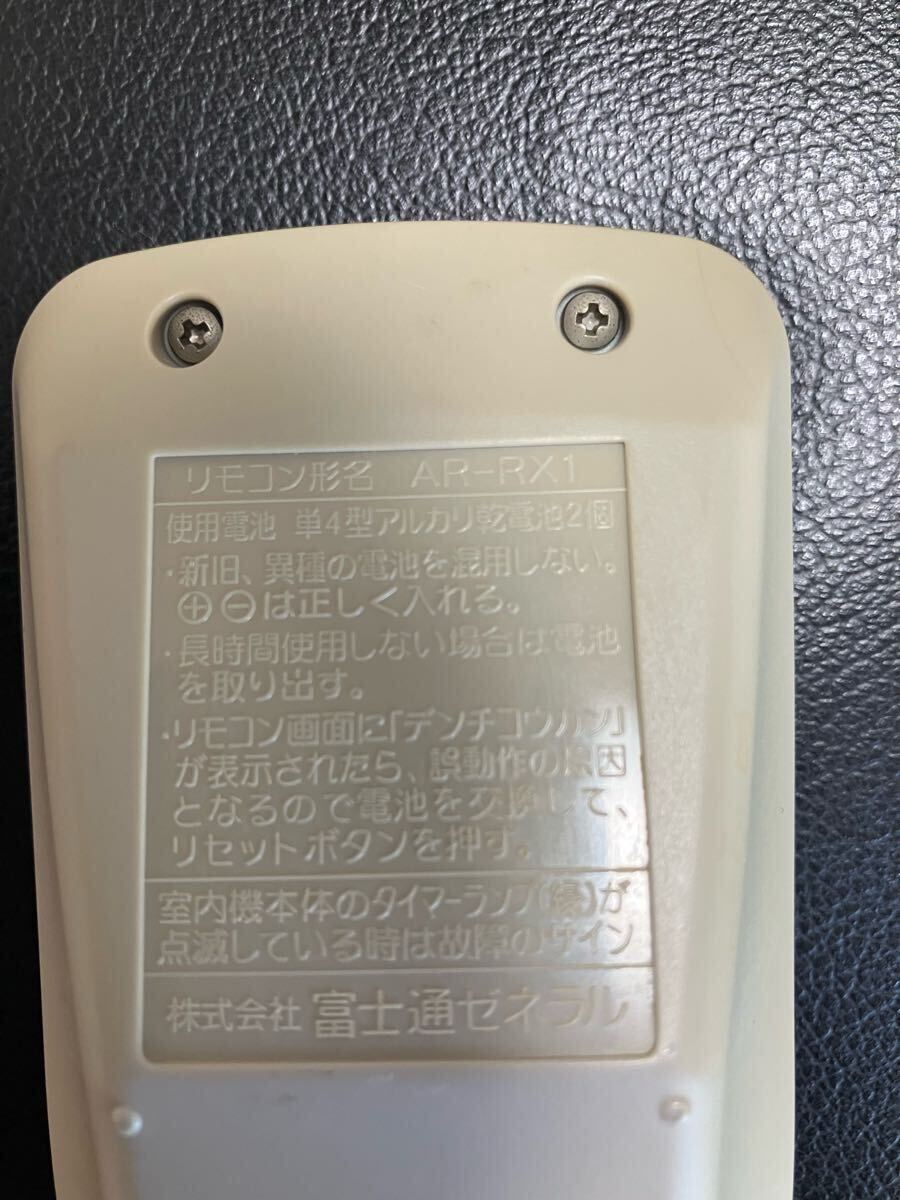 リモコン形名 AR-RX1
使用電池 単4型アルカリ乾電池2個
・新旧、異種の電池を混用しない。
⊕⊖は正しく入れる。
・長時間使用しない場合は電池
を取り出す。
・リモコン画面に「デンチコウカン」
が表示されたら、誤動作の原因
となるので電池を交換して、
リセットボタンを押す。
室内機本体のタイマーランプ(緑)が
点滅している時は故障のサイン
株式会社 富士通ゼネラル